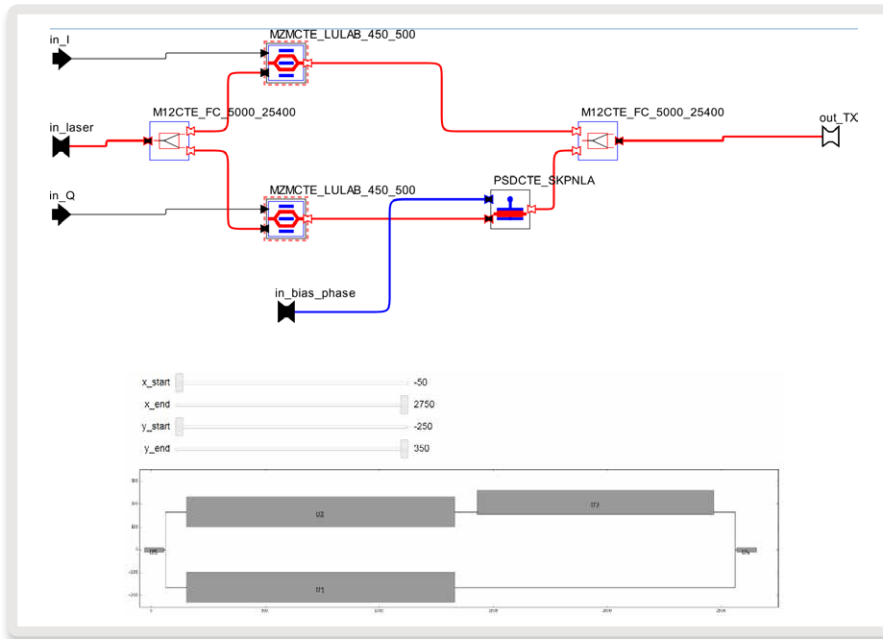 in_I
MZMCTE_LULAB_450_500
M12CTE_FC_5000_25400
M12CTE_FC_5000_25400
in_laser
out_TX
PSDCTE_SKPNLA
in_Q
MZMCTE_LULAB_450_500
in_bias_phase
x_start -50
x_end 2750
y_start -250
y_end 350